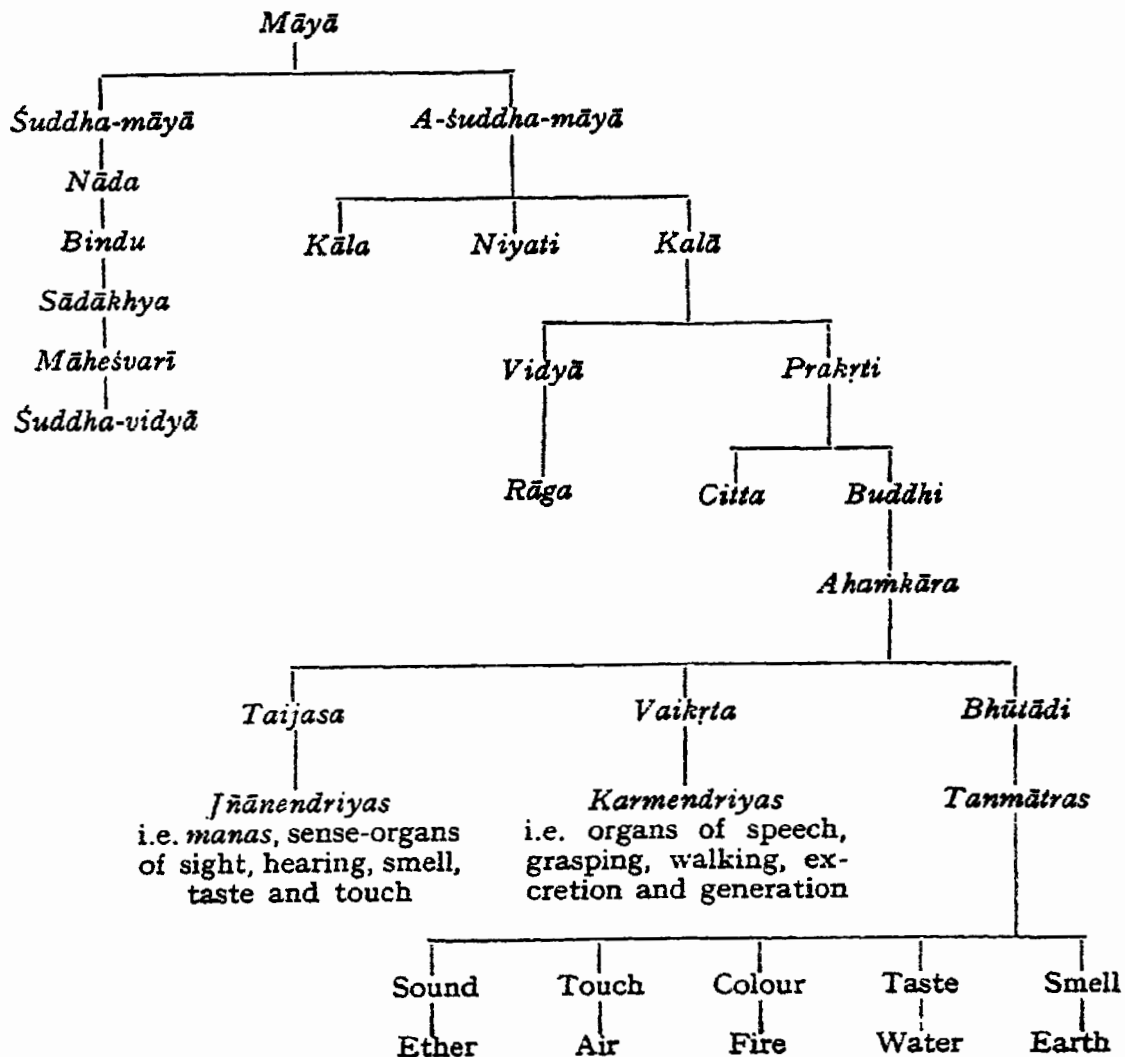 Māyā
Śuddha-māyā A-śuddha-māyā
Nāda
Bindu Kāla Niyati Kalā
Sādākhya
Māheśvarī Vidyā Prakṛti
Śuddha-vidyā
Rāga Citta Buddhi
Ahaṁkāra
Taijasa Vaikṛta Bhūtādi
Jñānendriyas Karmendriyas Tanmātras
i.e. manas, sense-organs i.e. organs of speech,
of sight, hearing, smell, grasping, walking, ex-
taste and touch cretion and generation
Sound Touch Colour Taste Smell
Ether Air Fire Water Earth